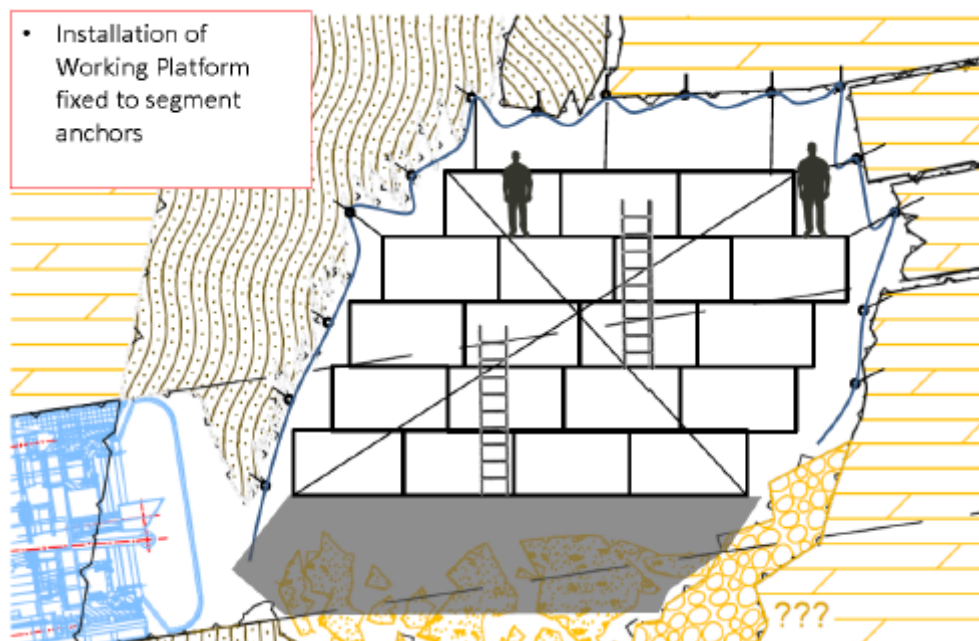 • Installation of
Working Platform
fixed to segment
anchors
???